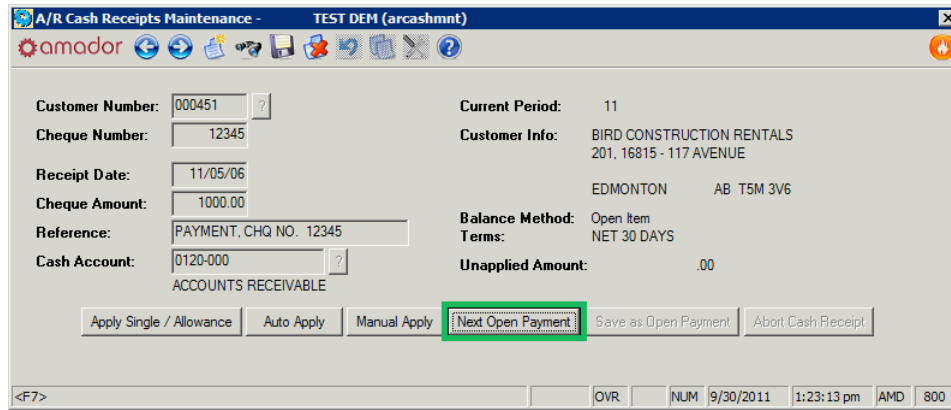 A/R Cash Receipts Maintenance - TEST DEM (arcashmnt)
amador
Customer Number: 000451 ? Current Period: 11
Cheque Number: 12345 Customer Info: BIRD CONSTRUCTION RENTALS
201, 16815 - 117 AVENUE
Receipt Date: 11/05/06
EDMONTON AB T5M 3V6
Cheque Amount: 1000.00
Balance Method: Open Item
Reference: PAYMENT, CHQ NO. 12345 Terms: NET 30 DAYS
Cash Account: 0120-000 ? Unapplied Amount: .00
ACCOUNTS RECEIVABLE
Apply Single / Allowance Auto Apply Manual Apply Next Open Payment Save as Open Payment Abort Cash Receipt
<F7> OVR NUM 9/30/2011 1:23:13 pm AMD 800